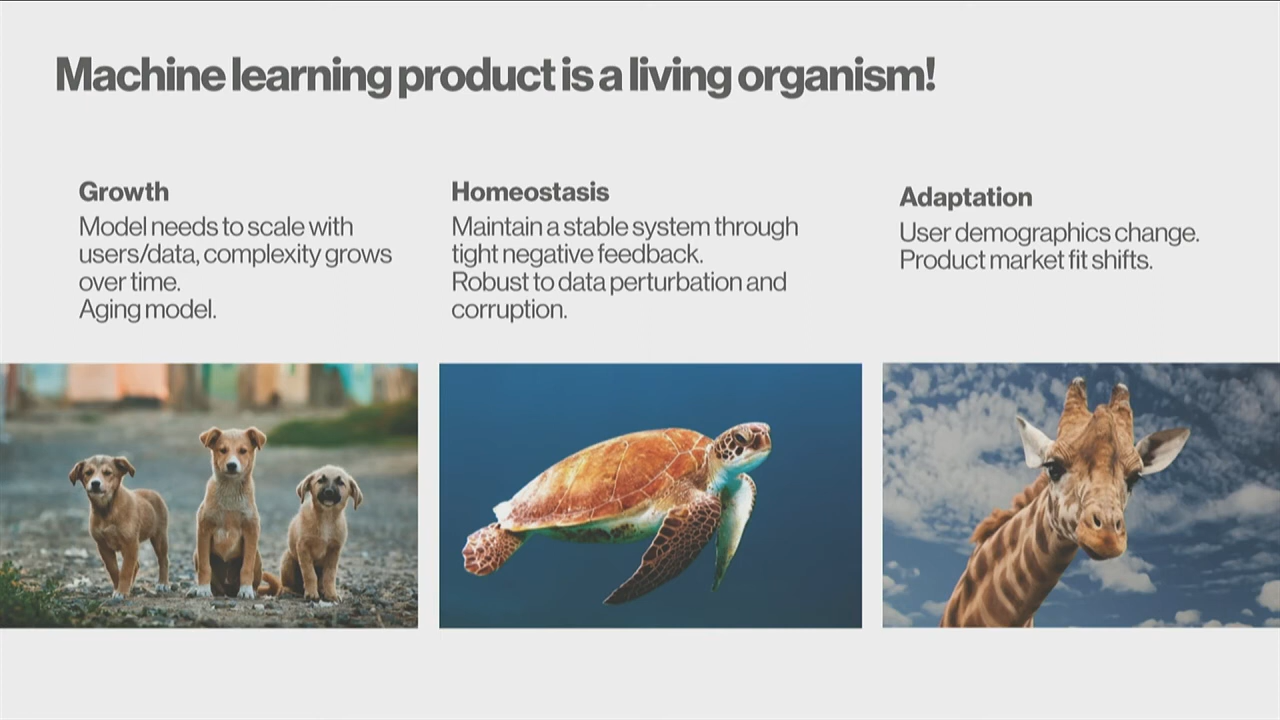 Machine learning product is a living organism!
Growth
Model needs to scale with
users/data, complexity grows
over time.
Aging model.
Homeostasis
Maintain a stable system through
tight negative feedback.
Robust to data perturbation and
corruption.
Adaptation
User demographics change.
Product market fit shifts.